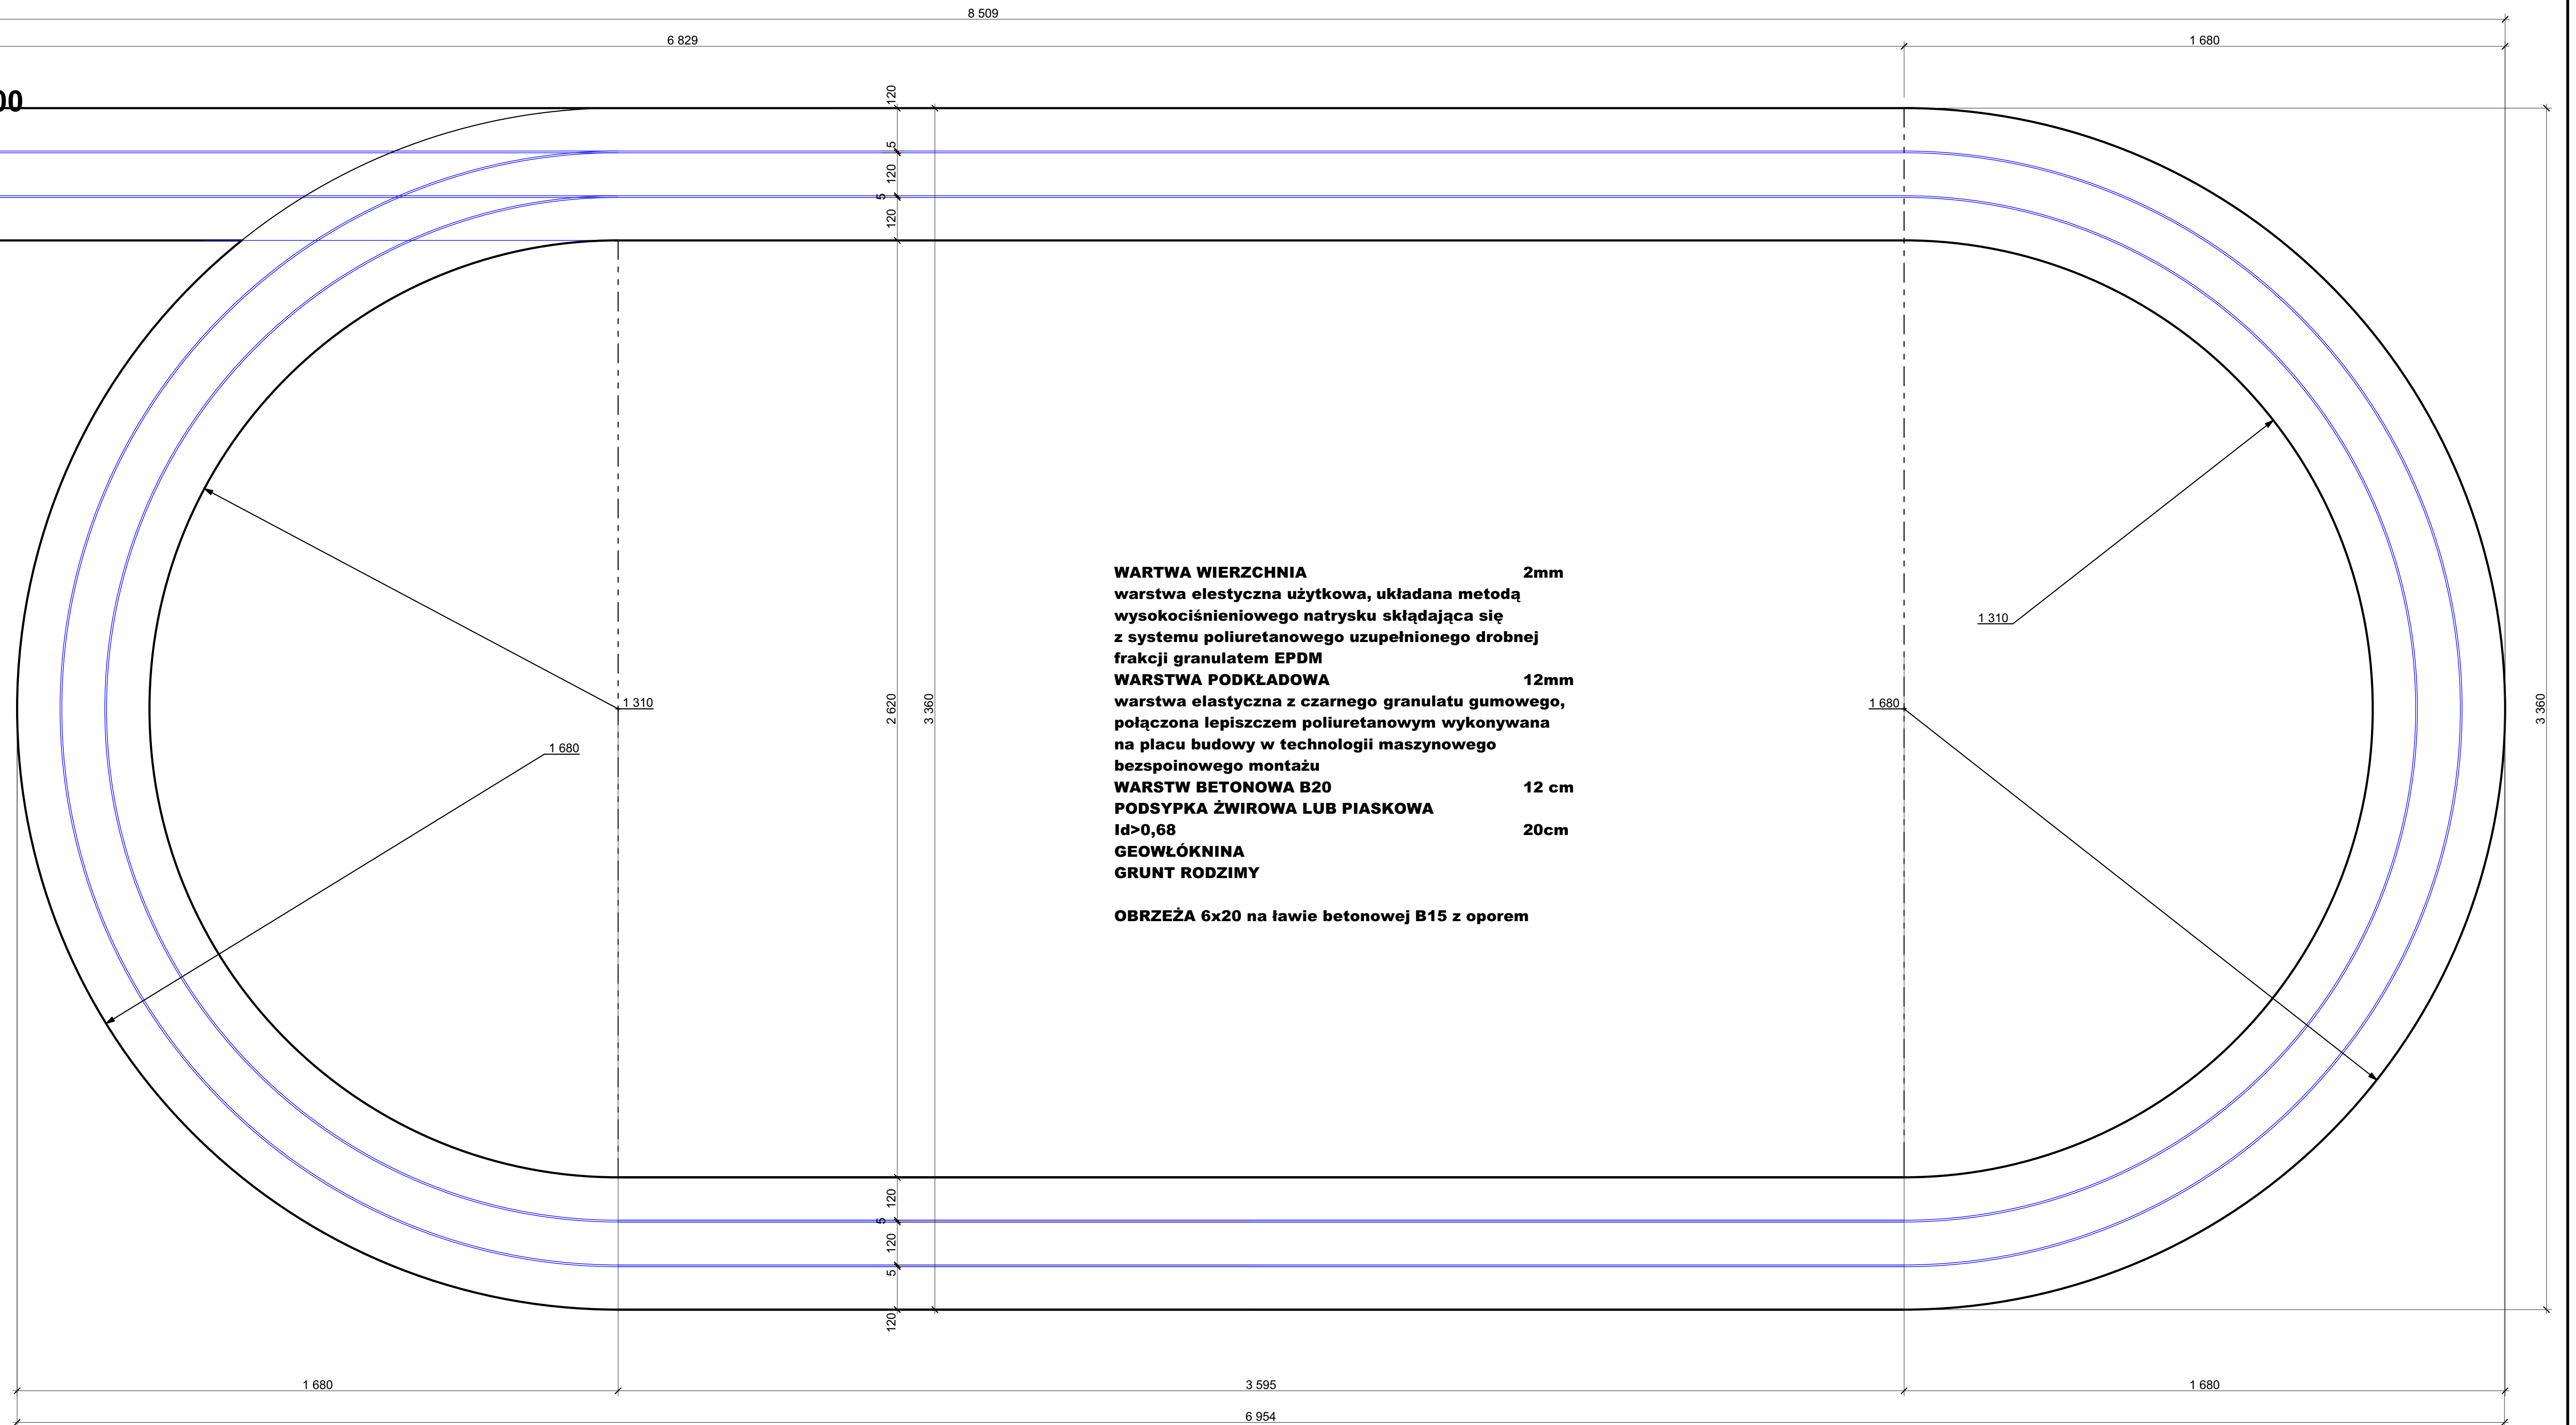 8 509
6 829
1 680
00
120
5
120
5
120
1 310
1 680
2 620
3 360
1 310
1 680
3 360
WARTWA WIERZCHNIA 2mm
warstwa elestyczna użytkowa, układana metodą
wysokociśnieniowego natrysku skłądająca się
z systemu poliuretanowego uzupełnionego drobnej
frakcji granulatem EPDM
WARSTWA PODKŁADOWA 12mm
warstwa elastyczna z czarnego granulatu gumowego,
połączona lepiszczem poliuretanowym wykonywana
na placu budowy w technologii maszynowego
bezspoinowego montażu
WARSTW BETONOWA B20 12 cm
PODSYPKA ŻWIROWA LUB PIASKOWA
Id>0,68 20cm
GEOWŁÓKNINA
GRUNT RODZIMY
OBRZEŻA 6x20 na ławie betonowej B15 z oporem
120
5
120
5
120
1 680
3 595
1 680
6 954